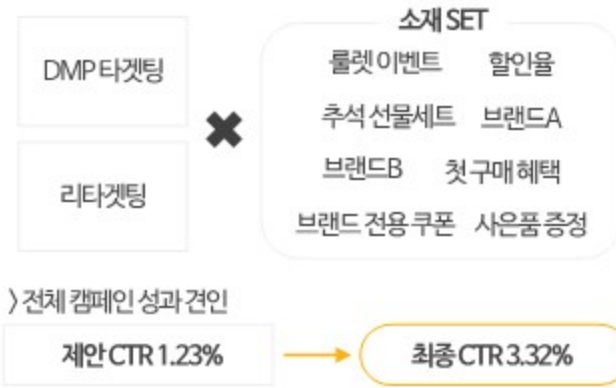 소재 SET
DMP 타겟팅
리타겟팅
룰렛 이벤트 할인율
추석 선물세트 브랜드A
브랜드B 첫 구매 혜택
브랜드 전용 쿠폰 사은품 증정
〉전체 캠페인 성과 견인
제안 CTR 1.23%
최종 CTR 3.32%